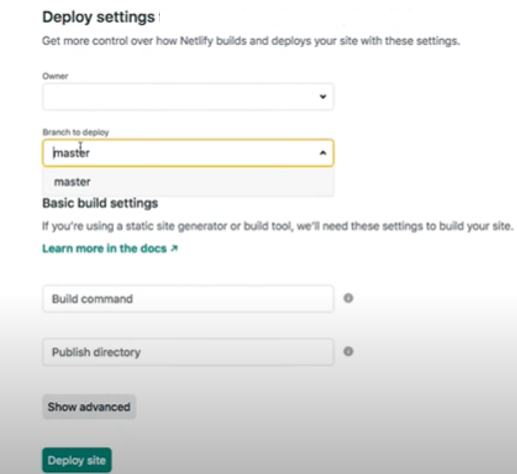 Deploy settings
Get more control over how Netlify builds and deploys your site with these settings.
Owner
Branch to deploy
master
master
Basic build settings
If you're using a static site generator or build tool, we'll need these settings to build your site.
Learn more in the docs ↗
Build command
Publish directory
Show advanced
Deploy site